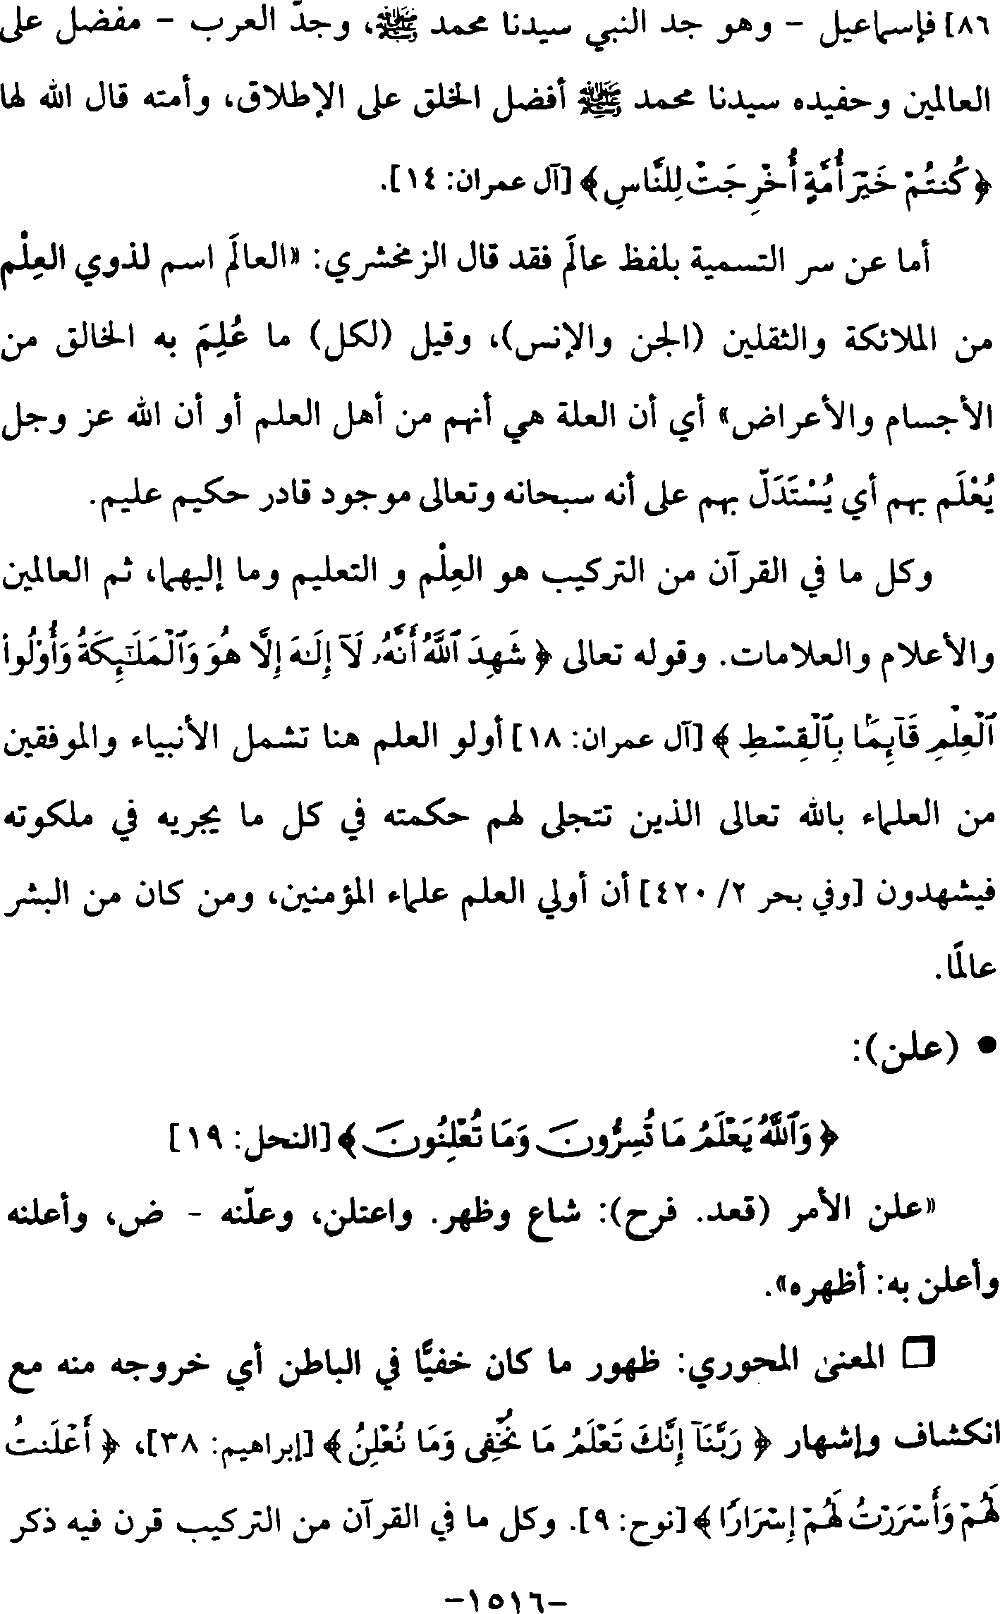 ٨٦] فإسماعيل - وهو جد النبي سيدنا محمد ﷺ، وجدّ العرب - مفضل على
العالمين وحفيده سيدنا محمد ﷺ أفضل الخلق على الإطلاق، وأمته قال الله لها
﴿كُنتُمْ خَيْرَ أُمَّةٍ أُخْرِجَتْ لِلنَّاسِ﴾ [آل عمران: ١٤].
أما عن سر التسمية بلفظ عالَم فقد قال الزمخشري: «العالَم اسم لذوي العِلْم
من الملائكة والثقلين (الجن والإنس)، وقيل (لكل) ما عُلِمَ به الخالق من
الأجسام والأعراض» أي أن العلة هي أنهم من أهل العلم أو أن الله عز وجل
يُعْلَم بهم أي يُسْتَدَلّ بهم على أنه سبحانه وتعالى موجود قادر حكيم عليم.
وكل ما في القرآن من التركيب هو العِلْم و التعليم وما إليهما، ثم العالمين
والأعلام والعلامات. وقوله تعالى ﴿شَهِدَ ٱللَّهُ أَنَّهُۥ لَآ إِلَـٰهَ إِلَّا هُوَ وَٱلْمَلَـٰٓئِكَةُ وَأُو۟لُوا۟
ٱلْعِلْمِ قَآئِمَۢا بِٱلْقِسْطِ﴾ [آل عمران: ١٨] أولو العلم هنا تشمل الأنبياء والموفقين
من العلماء بالله تعالى الذين تتجلى لهم حكمته في كل ما يجريه في ملكوته
فيشهدون [وفي بحر ٢/ ٤٢٠] أن أولي العلم علماء المؤمنين، ومن كان من البشر
عالمًا.
• (علن):
﴿وَٱللَّهُ يَعْلَمُ مَا تُسِرُّونَ وَمَا تُعْلِنُونَ﴾ [النحل: ١٩]
«علن الأمر (قعد. فرح): شاع وظهر. واعتلن، وعلّنه - ض، وأعلنه
وأعلن به: أظهره».
❒ المعنى المحوري: ظهور ما كان خفيًّا في الباطن أي خروجه منه مع
انكشاف وإشهار ﴿رَبَّنَآ إِنَّكَ تَعْلَمُ مَا نُخْفِى وَمَا نُعْلِنُ﴾ [إبراهيم: ٣٨]، ﴿أَعْلَنتُ
لَهُمْ وَأَسْرَرْتُ لَهُمْ إِسْرَارًا﴾ [نوح: ٩]. وكل ما في القرآن من التركيب قرن فيه ذكر
-١٥١٦-